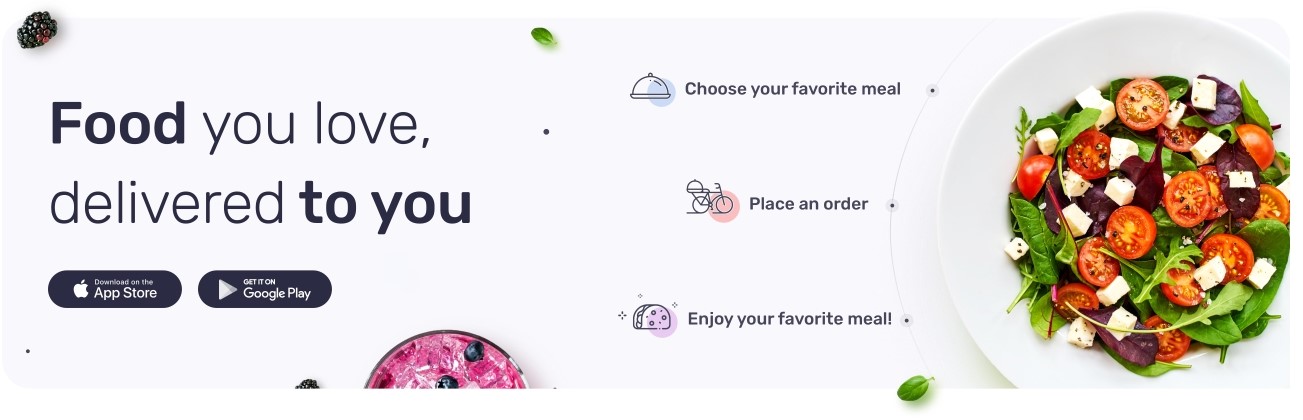 Food you love,
delivered to you
Download on the
App Store
GET IT ON
Google Play
Choose your favorite meal
Place an order
Enjoy your favorite meal!